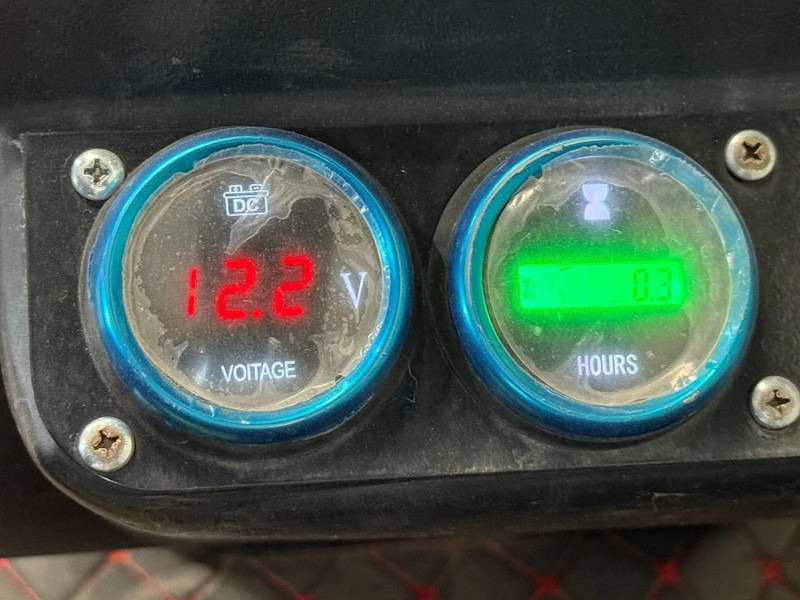 DC
12.2 V
VOITAGE
0.3
HOURS